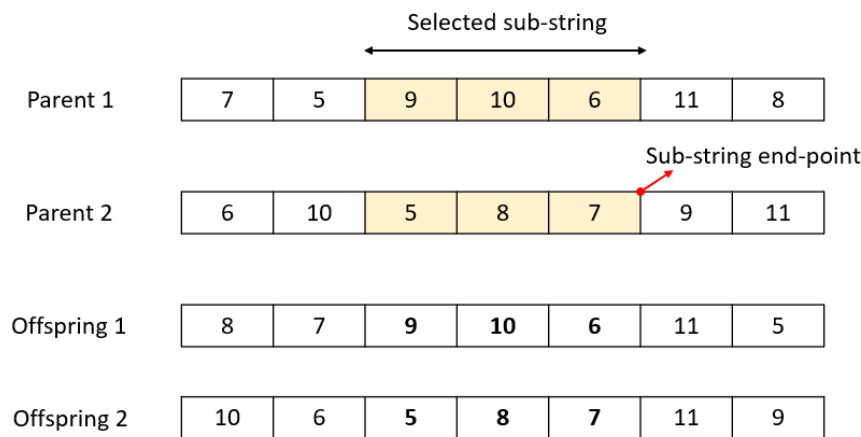 Selected sub-string
Parent 1 7 5 9 10 6 11 8
Sub-string end-point
Parent 2 6 10 5 8 7 9 11
Offspring 1 8 7 9 10 6 11 5
Offspring 2 10 6 5 8 7 11 9